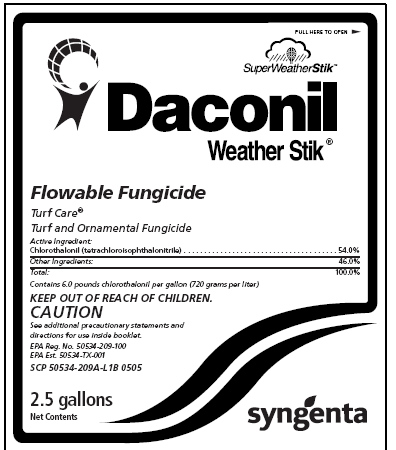 PULL HERE TO OPEN
SuperWeatherStik™
Daconil
Weather Stik®
Flowable Fungicide
Turf Care®
Turf and Ornamental Fungicide
Active Ingredient:
Chlorothalonil (tetrachloroisophthalonitrile) . . . . . . . . . . . . . . . . . . . . . . . . . . . . . . . . . . . . 54.0%
Other Ingredients: 46.0%
Total: 100.0%
Contains 6.0 pounds chlorothalonil per gallon (720 grams per liter)
KEEP OUT OF REACH OF CHILDREN.
CAUTION
See additional precautionary statements and
directions for use inside booklet.
EPA Reg. No. 50534-209-100
EPA Est. 50534-TX-001
SCP 50534-209A-L1B 0505
2.5 gallons
Net Contents
syngenta